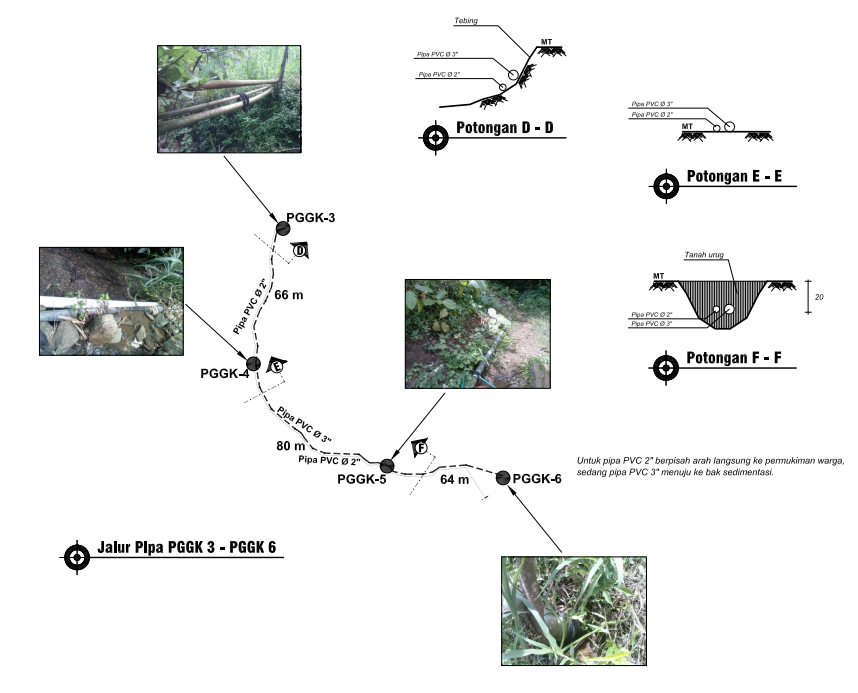 Tebing
MT
Pipa PVC Ø 3"
Pipa PVC Ø 2"
Potongan D - D
Pipa PVC Ø 3"
Pipa PVC Ø 2"
MT
Potongan E - E
PGGK-3
D
Pipa PVC Ø 2"
66 m
Tanah urug
MT
20
Pipa PVC Ø 2"
Pipa PVC Ø 3"
Potongan F - F
PGGK-4
E
Pipa PVC Ø 3"
80 m
Pipa PVC Ø 2"
F
PGGK-5
64 m
PGGK-6
Untuk pipa PVC 2" berpisah arah langsung ke permukiman warga,
sedang pipa PVC 3" menuju ke bak sedimentasi.
Jalur Pipa PGGK 3 - PGGK 6